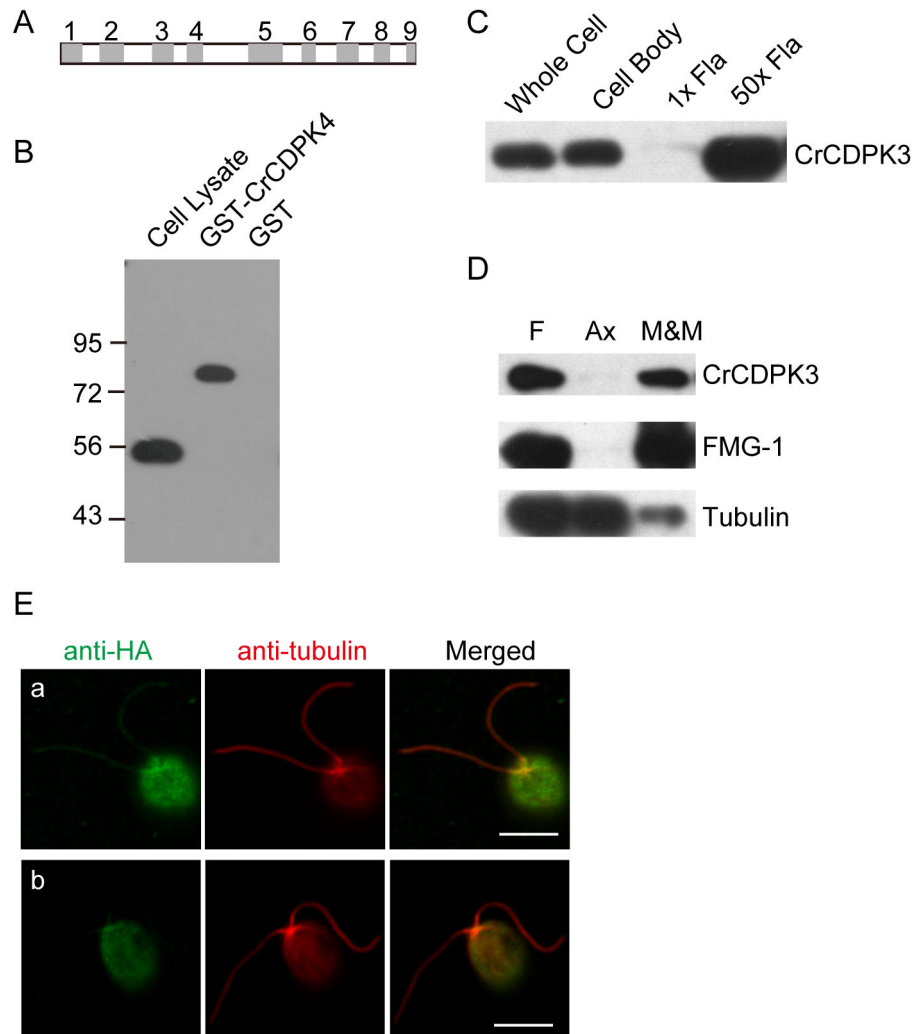 A
1 2 3 4 5 6 7 8 9
B
Cell Lysate
GST-CrCDPK4
GST
95
72
56
43
C
Whole Cell
Cell Body
1x Fla
50x Fla
CrCDPK3
D
F Ax M&M
CrCDPK3
FMG-1
Tubulin
E
anti-HA anti-tubulin Merged
a
b